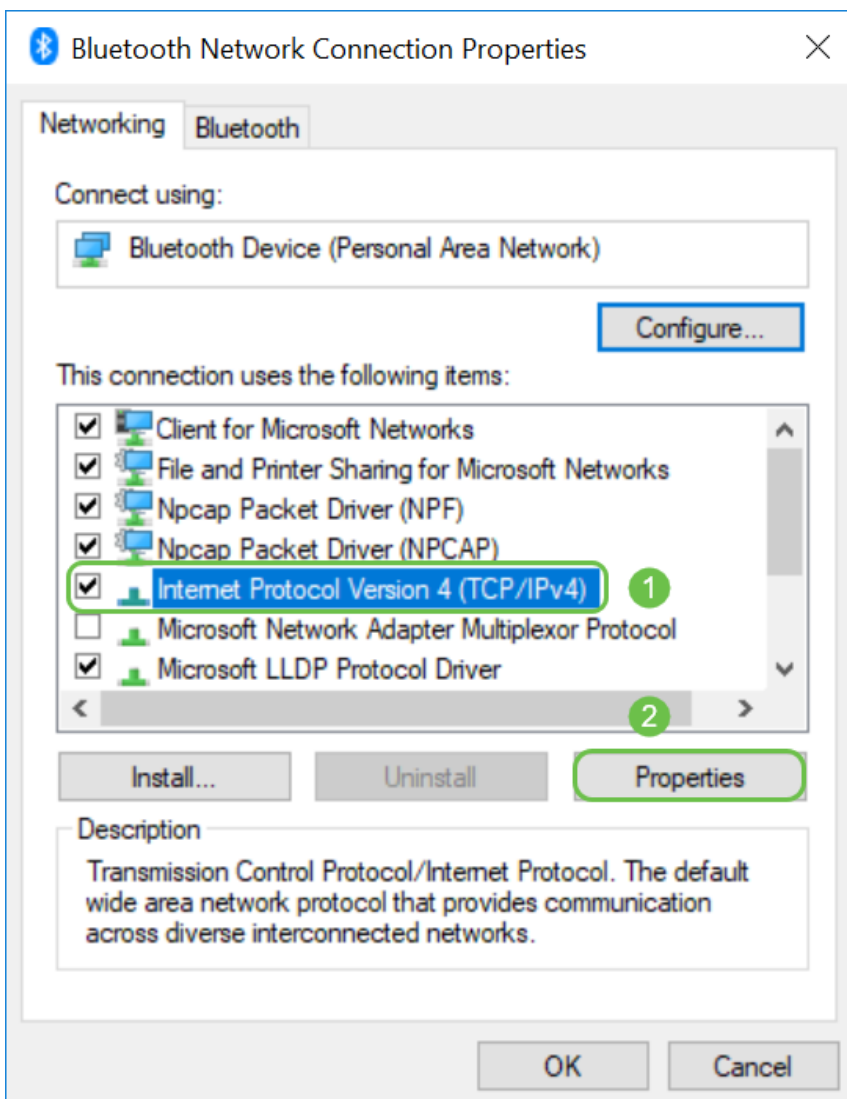 Bluetooth Network Connection Properties
Networking
Bluetooth
Connect using:
Bluetooth Device (Personal Area Network)
Configure...
This connection uses the following items:
Client for Microsoft Networks
File and Printer Sharing for Microsoft Networks
Npcap Packet Driver (NPF)
Npcap Packet Driver (NPCAP)
Internet Protocol Version 4 (TCP/IPv4)
1
Microsoft Network Adapter Multiplexor Protocol
Microsoft LLDP Protocol Driver
2
Install...
Uninstall
Properties
Description
Transmission Control Protocol/Internet Protocol. The default
wide area network protocol that provides communication
across diverse interconnected networks.
OK
Cancel